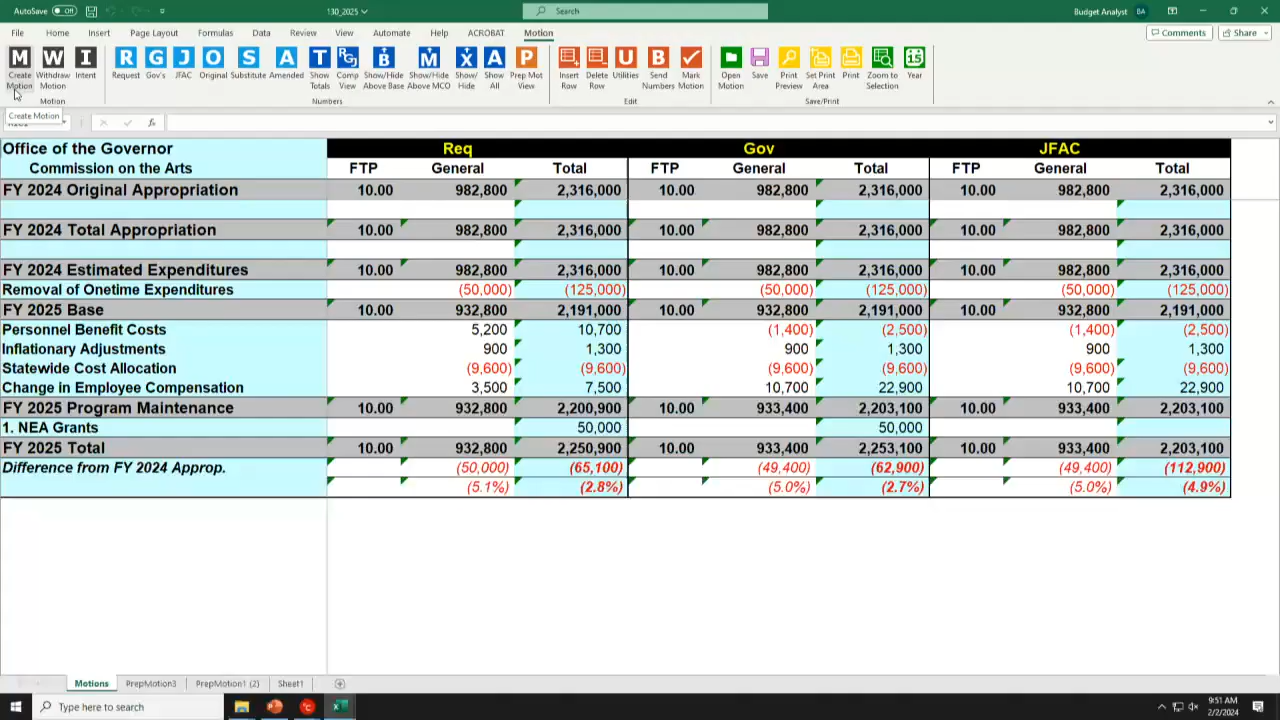 AutoSave Off 130_2025 Search Budget Analyst BA
File Home Insert Page Layout Formulas Data Review View Automate Help ACROBAT Motion Comments Share
M W I R G J O S A T RG J B M X A P U B 15
Create Motion Withdraw Motion Intent Request Gov's JFAC Original Substitute Amended Show Totals Comp View Show/Hide Above Base Show/Hide Above MCO Show/ Hide Show All Prep Mot View Insert Row Delete Row Utilities Send Numbers Mark Motion Open Motion Save Print Preview Set Print Area Print Zoom to Selection Year
Motion Numbers Edit Save/Print
Create Motion
fx
Office of the Governor Req Gov JFAC
Commission on the Arts FTP General Total FTP General Total FTP General Total
FY 2024 Original Appropriation 10.00 982,800 2,316,000 10.00 982,800 2,316,000 10.00 982,800 2,316,000
FY 2024 Total Appropriation 10.00 982,800 2,316,000 10.00 982,800 2,316,000 10.00 982,800 2,316,000
FY 2024 Estimated Expenditures 10.00 982,800 2,316,000 10.00 982,800 2,316,000 10.00 982,800 2,316,000
Removal of Onetime Expenditures (50,000) (125,000) (50,000) (125,000) (50,000) (125,000)
FY 2025 Base 10.00 932,800 2,191,000 10.00 932,800 2,191,000 10.00 932,800 2,191,000
Personnel Benefit Costs 5,200 10,700 (1,400) (2,500) (1,400) (2,500)
Inflationary Adjustments 900 1,300 900 1,300 900 1,300
Statewide Cost Allocation (9,600) (9,600) (9,600) (9,600) (9,600) (9,600)
Change in Employee Compensation 3,500 7,500 10,700 22,900 10,700 22,900
FY 2025 Program Maintenance 10.00 932,800 2,200,900 10.00 933,400 2,203,100 10.00 933,400 2,203,100
1. NEA Grants 50,000 50,000
FY 2025 Total 10.00 932,800 2,250,900 10.00 933,400 2,253,100 10.00 933,400 2,203,100
Difference from FY 2024 Approp. (50,000) (65,100) (49,400) (62,900) (49,400) (112,900)
(5.1%) (2.8%) (5.0%) (2.7%) (5.0%) (4.9%)
Motions PrepMotion3 PrepMotion1 (2) Sheet1
Type here to search
9:51 AM
2/2/2024